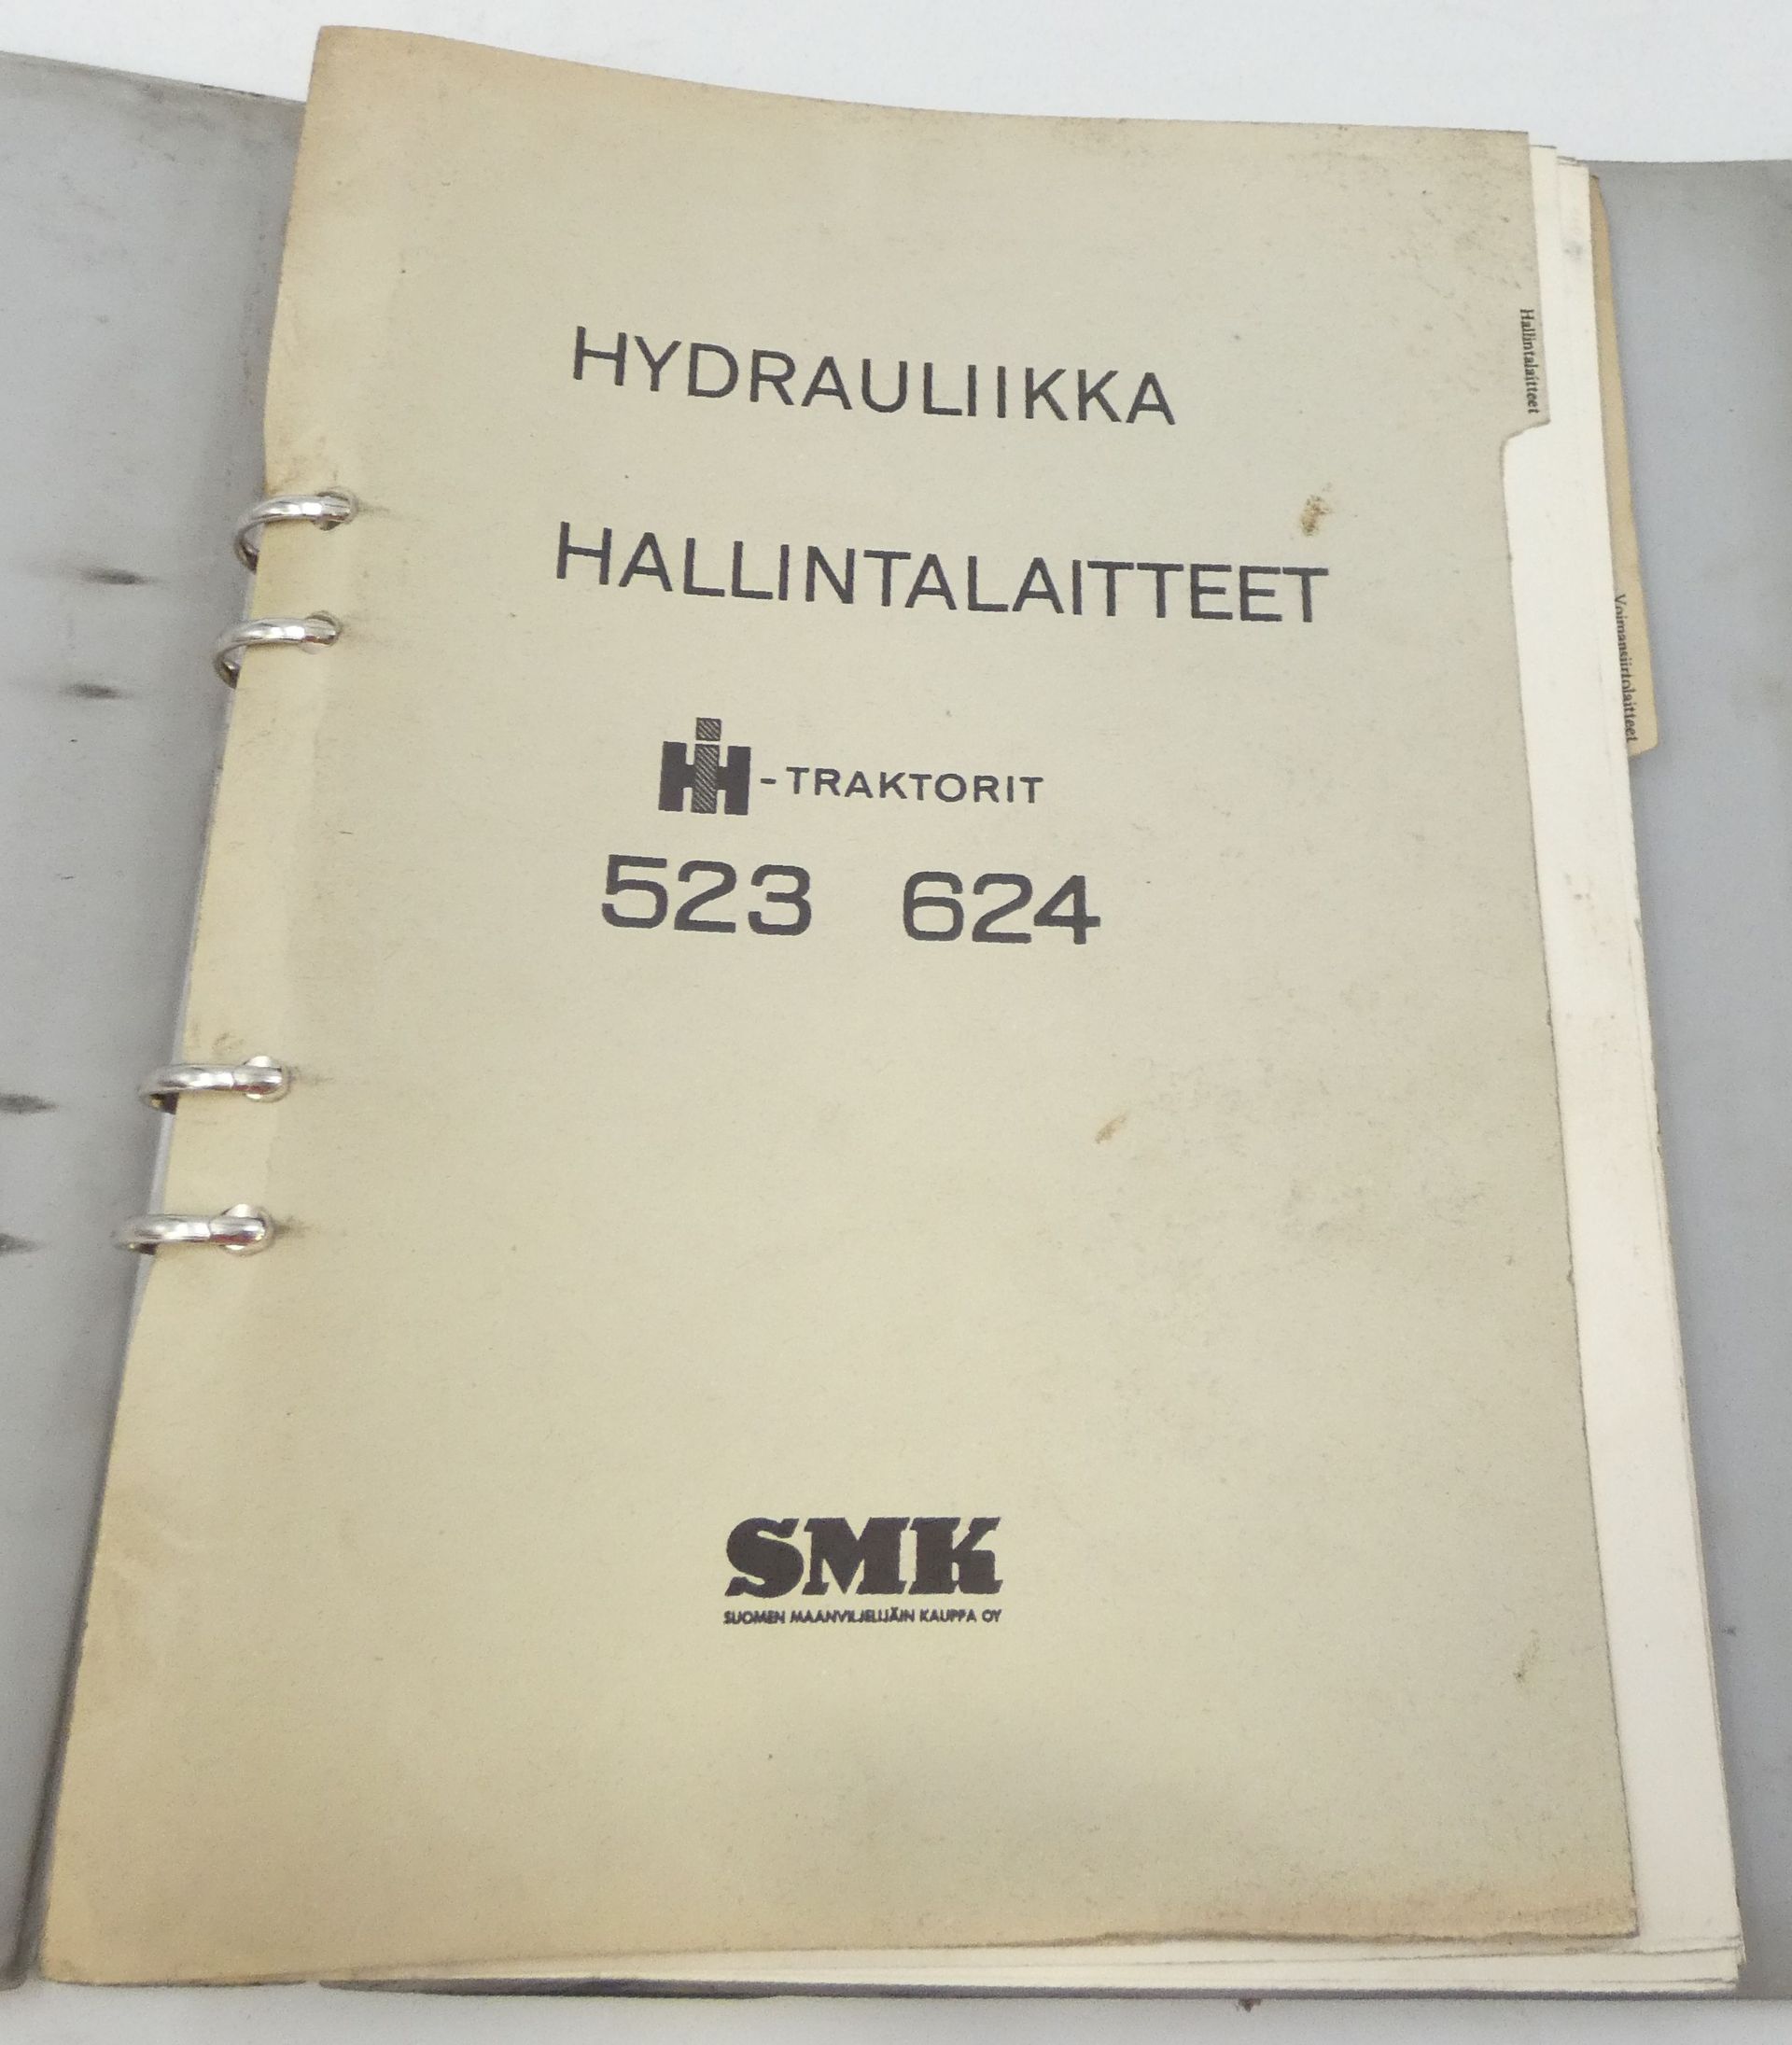 HYDRAULIIKKA
HALLINTALAITTEET
IH-TRAKTORIT
523 624
SMK
SUOMEN MAANVILJELIJÄIN KAUPPA OY
Hallintalaitteet
Voimansiirtolaitteet